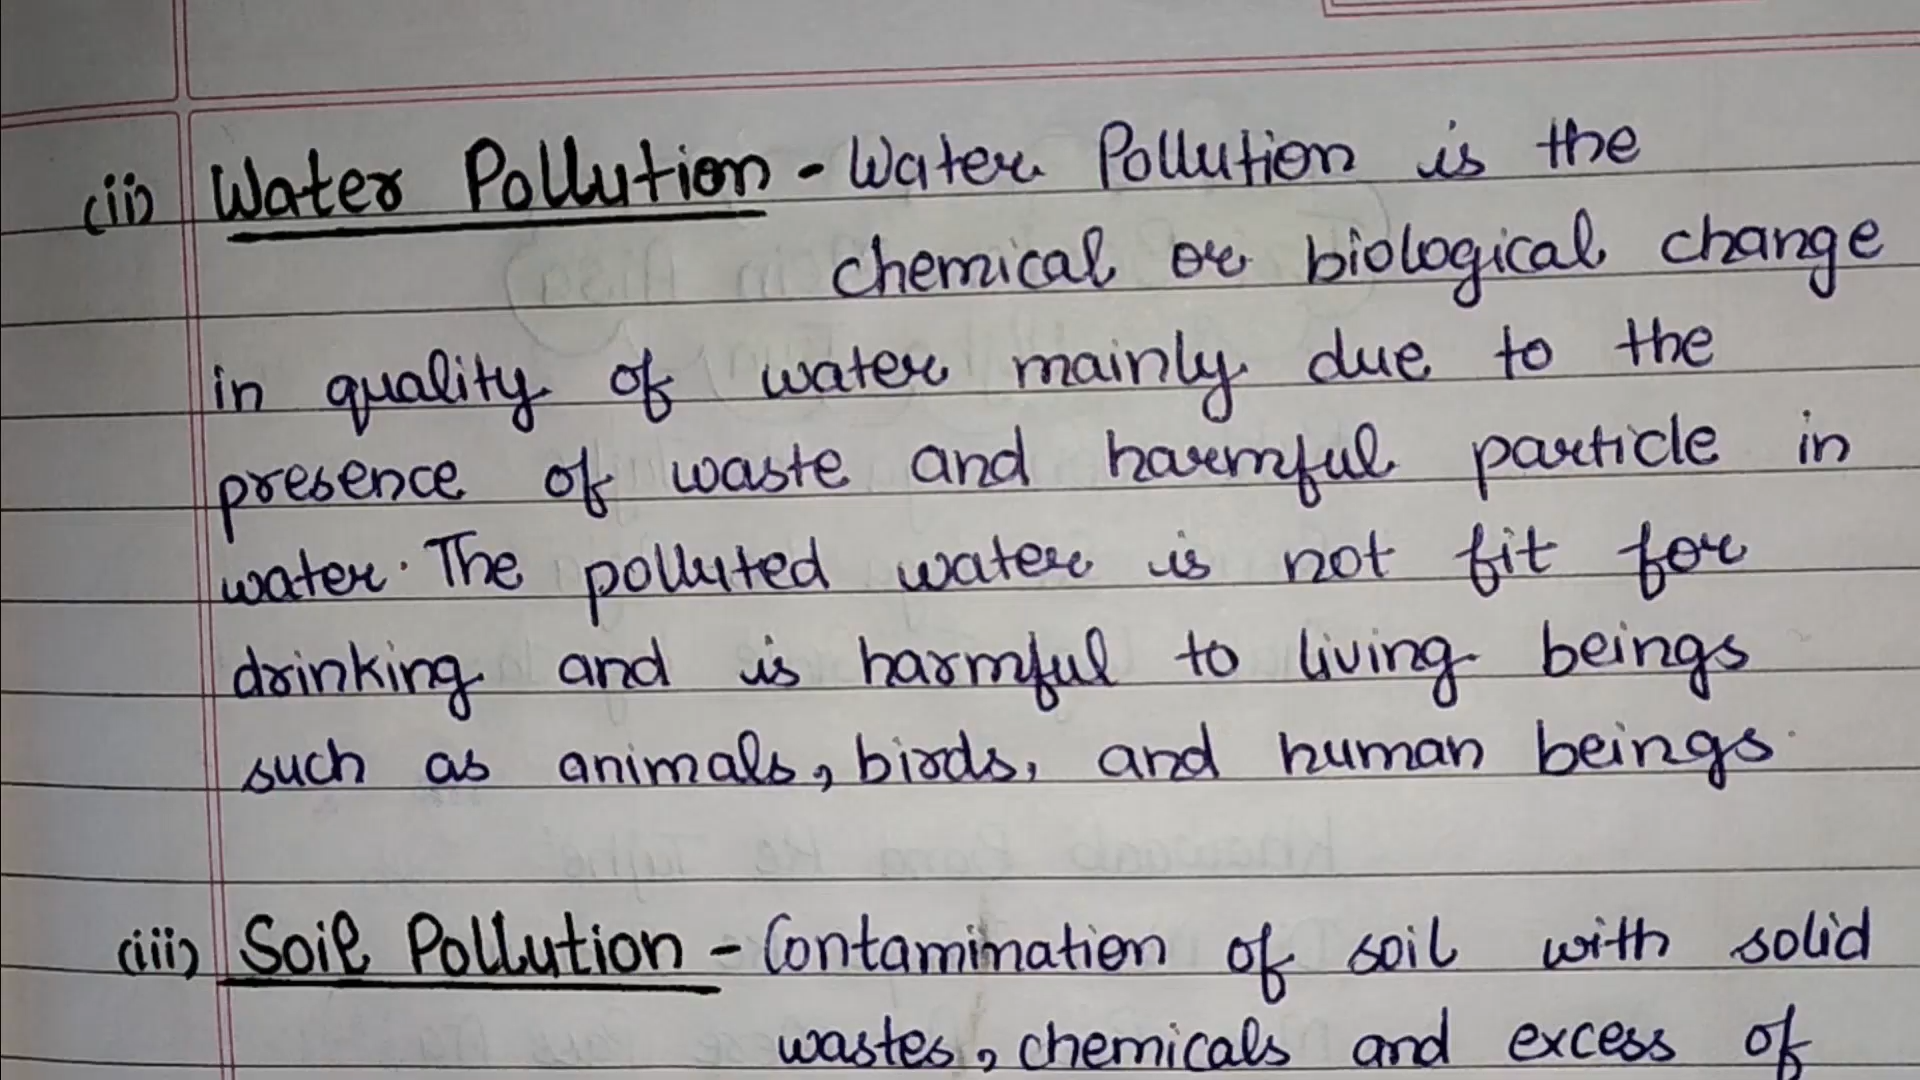 (ii) Water Pollution - Water Pollution is the
chemical or biological change
in quality of water mainly due to the
presence of waste and harmful particle in
water. The polluted water is not fit for
drinking and is harmful to living beings
such as animals, birds, and human beings.
(iii) Soil Pollution - Contamination of soil with solid
wastes, chemicals and excess of